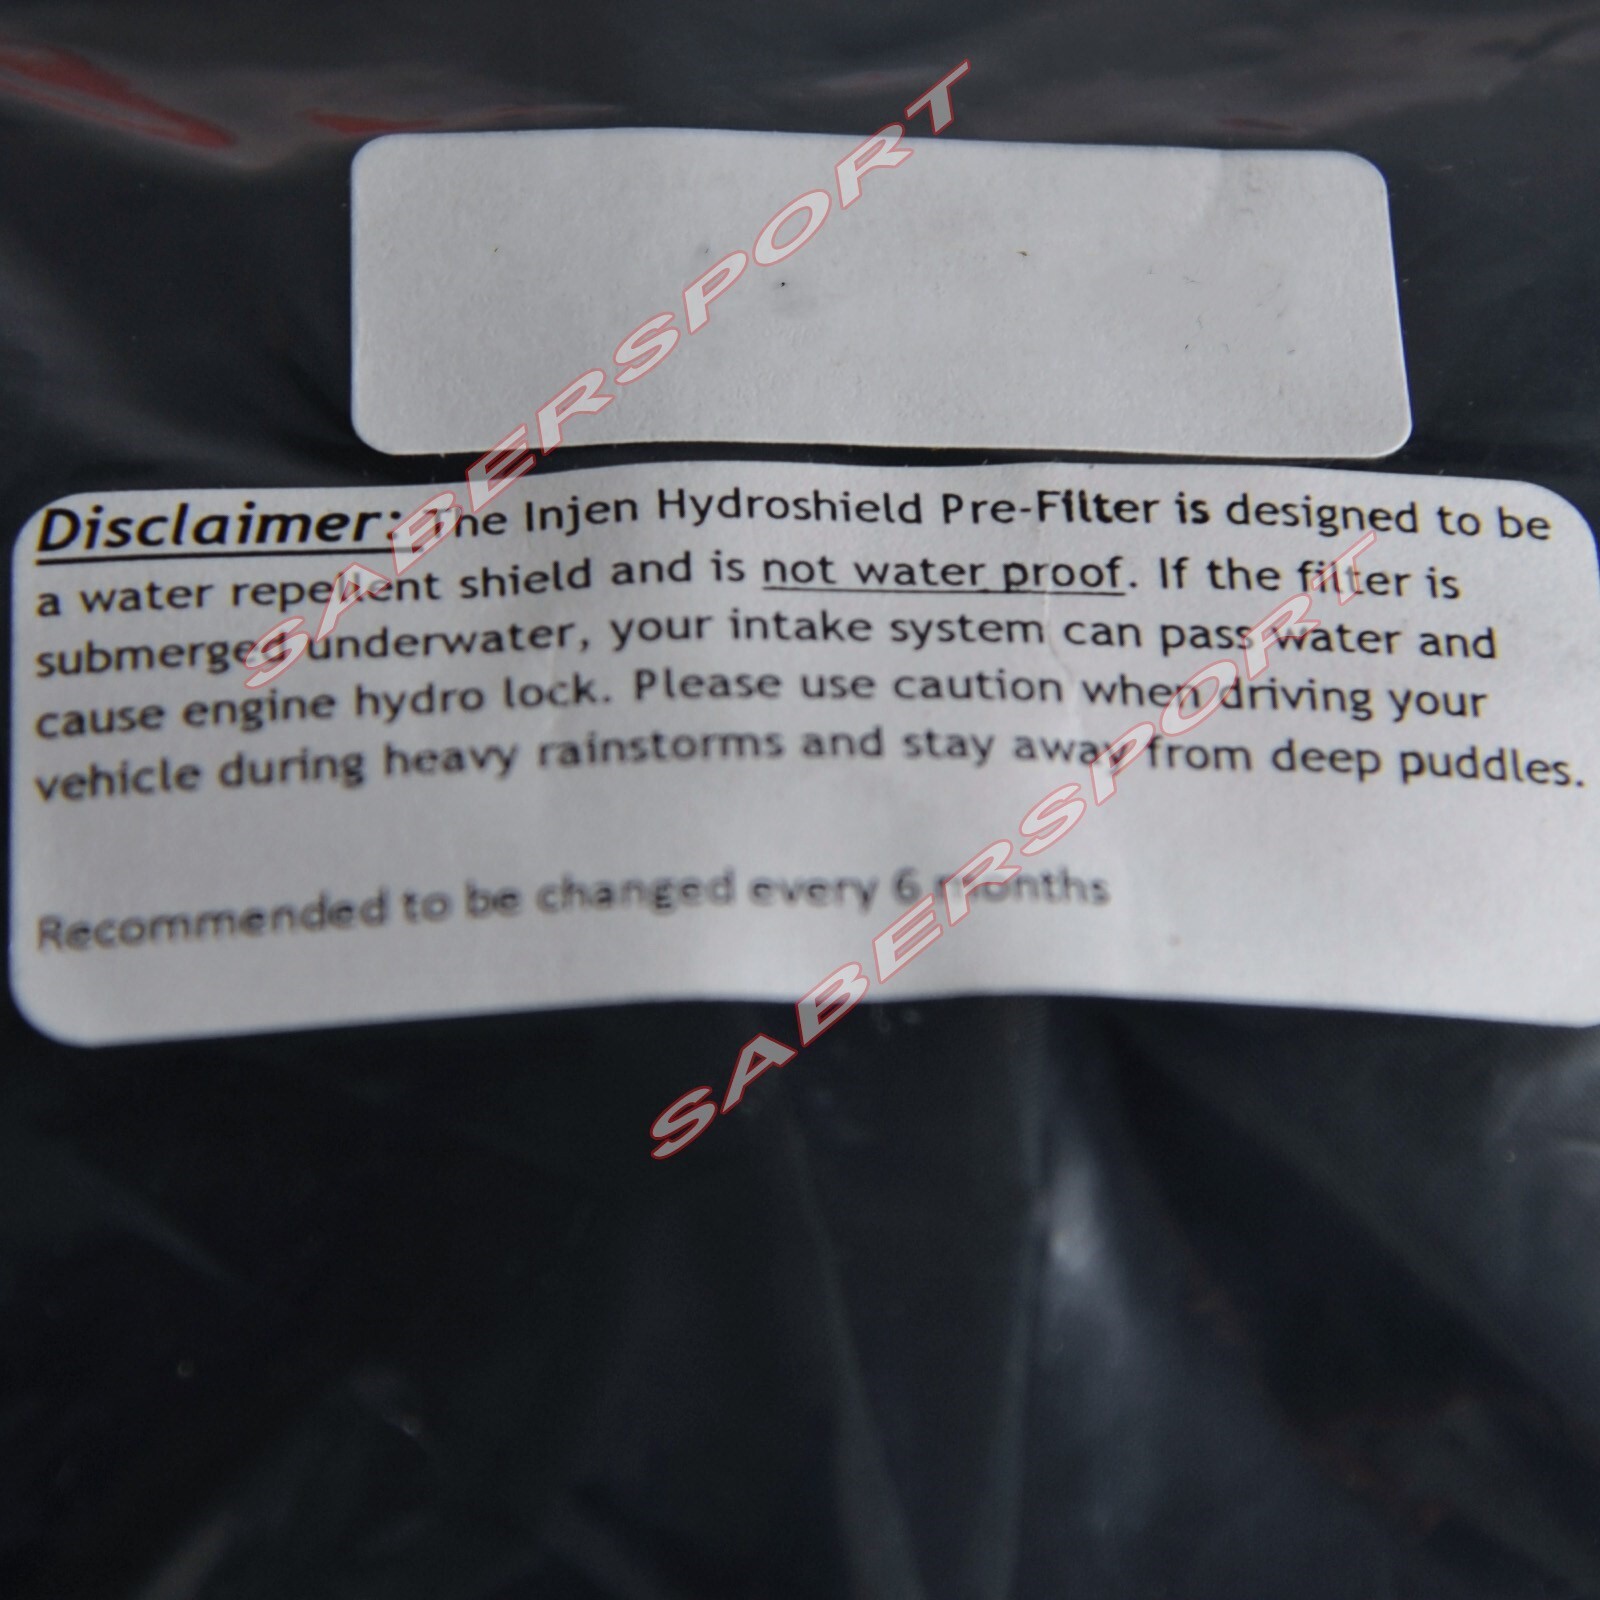 SABERSPORT
Disclaimer: The Injen Hydroshield Pre-Filter is designed to be
a water repellent shield and is not water proof. If the filter is
submerged underwater, your intake system can pass water and
cause engine hydro lock. Please use caution when driving your
vehicle during heavy rainstorms and stay away from deep puddles.
Recommended to be changed every 6 months
SABERSPORT